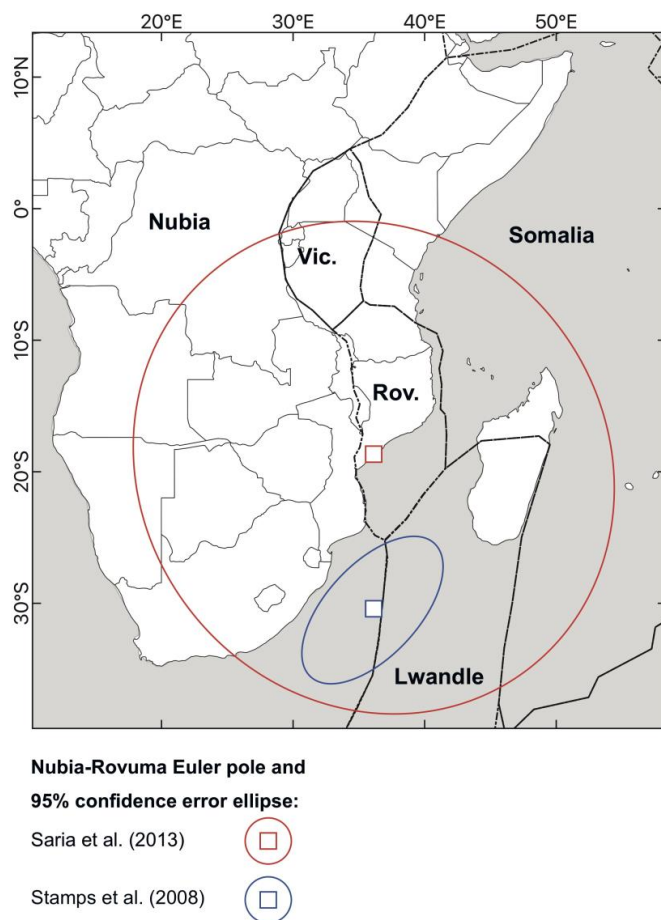 20°E 30°E 40°E 50°E
10°N
0°
Nubia
Somalia
Vic.
10°S
Rov.
20°S
30°S
Lwandle
Nubia-Rovuma Euler pole and
95% confidence error ellipse:
Saria et al. (2013)
Stamps et al. (2008)